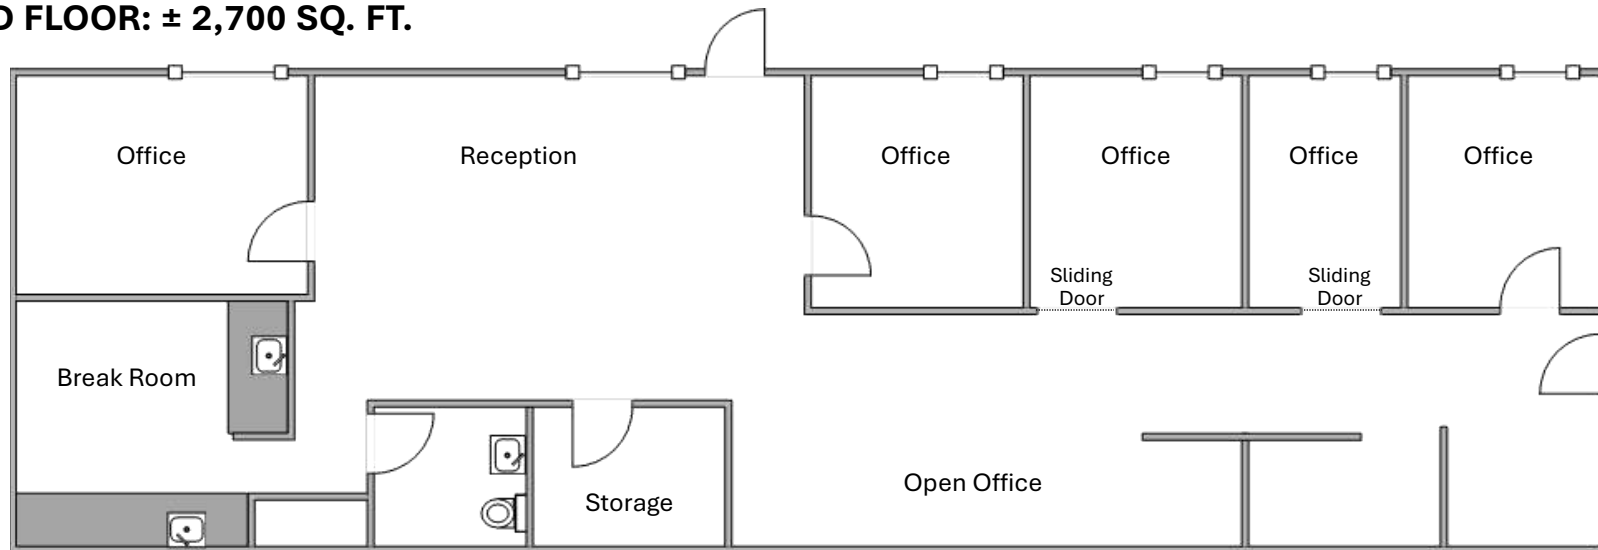 D FLOOR: ± 2,700 SQ. FT.
Office
Reception
Office
Office
Office
Office
Sliding
Door
Sliding
Door
Break Room
Open Office
Storage